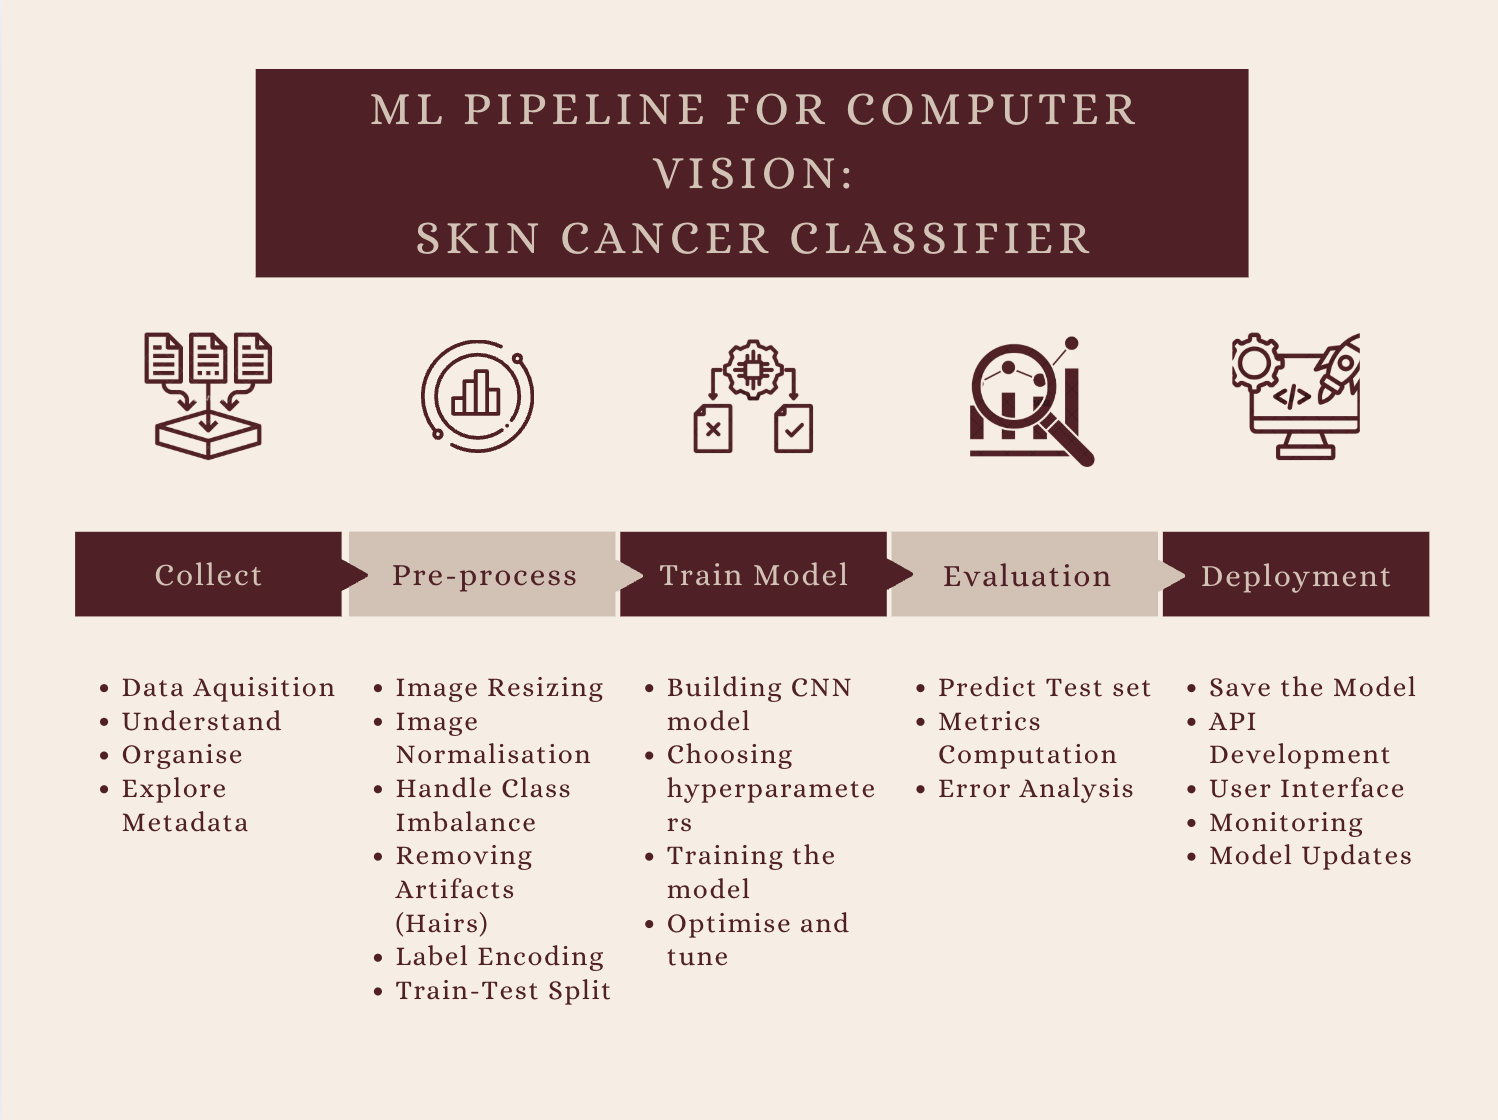 ML PIPELINE FOR COMPUTER
VISION:
SKIN CANCER CLASSIFIER
</>
Collect
Pre-process
Train Model
Evaluation
Deployment
• Data Aquisition
• Understand
• Organise
• Explore
Metadata
• Image Resizing
• Image
Normalisation
• Handle Class
Imbalance
• Removing
Artifacts
(Hairs)
• Label Encoding
• Train-Test Split
• Building CNN
model
• Choosing
hyperparamete
rs
• Training the
model
• Optimise and
tune
• Predict Test set
• Metrics
Computation
• Error Analysis
• Save the Model
• API
Development
• User Interface
• Monitoring
• Model Updates